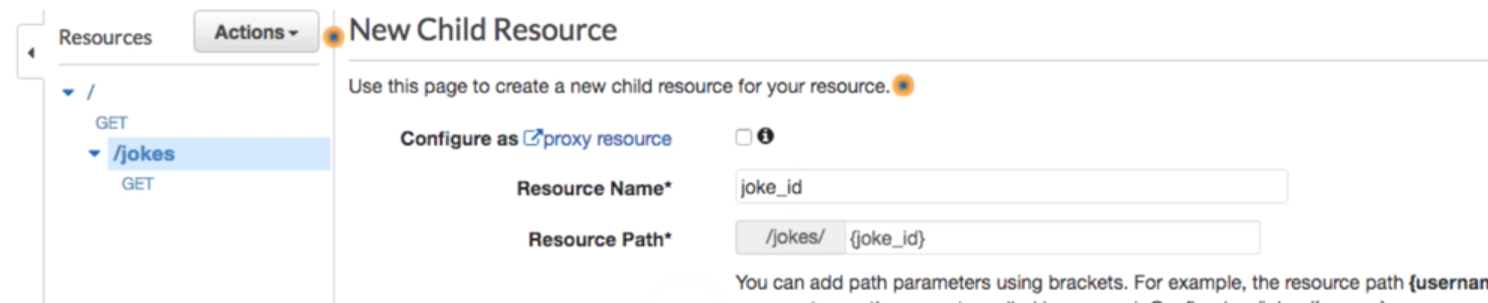 Resources
Actions
New Child Resource
/
GET
/jokes
GET
Use this page to create a new child resource for your resource.
Configure as proxy resource
Resource Name*
joke_id
Resource Path*
/jokes/ {joke_id}
You can add path parameters using brackets. For example, the resource path